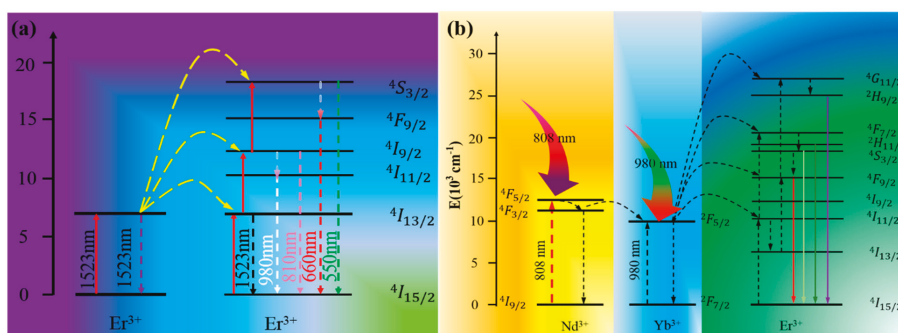 (a)
20
15
10
5
0
1523nm
1523nm
1523nm
980nm
810nm
660nm
550nm
⁴S₃/₂
⁴F₉/₂
⁴I₉/₂
⁴I₁₁/₂
⁴I₁₃/₂
⁴I₁₅/₂
Er³⁺
Er³⁺
(b)
E(10³ cm⁻¹)
30
25
20
15
10
5
0
808 nm
⁴F₅/₂
⁴F₃/₂
808 nm
⁴I₉/₂
Nd³⁺
980 nm
²F₅/₂
980 nm
²F₇/₂
Yb³⁺
⁴G₁₁/₂
²H₉/₂
⁴F₇/₂
²H₁₁/₂
⁴S₃/₂
⁴F₉/₂
⁴I₉/₂
⁴I₁₁/₂
⁴I₁₃/₂
⁴I₁₅/₂
Er³⁺